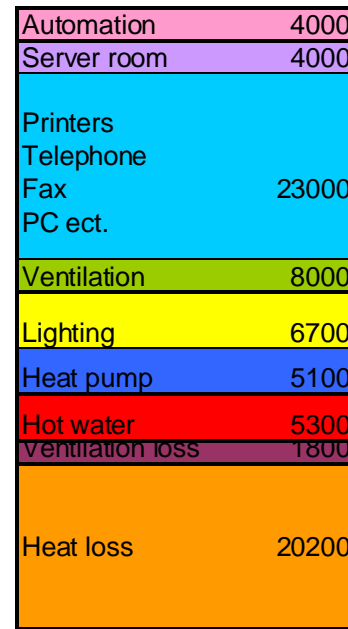 Automation 4000
Server room 4000
Printers
Telephone
Fax 23000
PC ect.
Ventilation 8000
Lighting 6700
Heat pump 5100
Hot water 5300
Ventilation loss 1800
Heat loss 20200